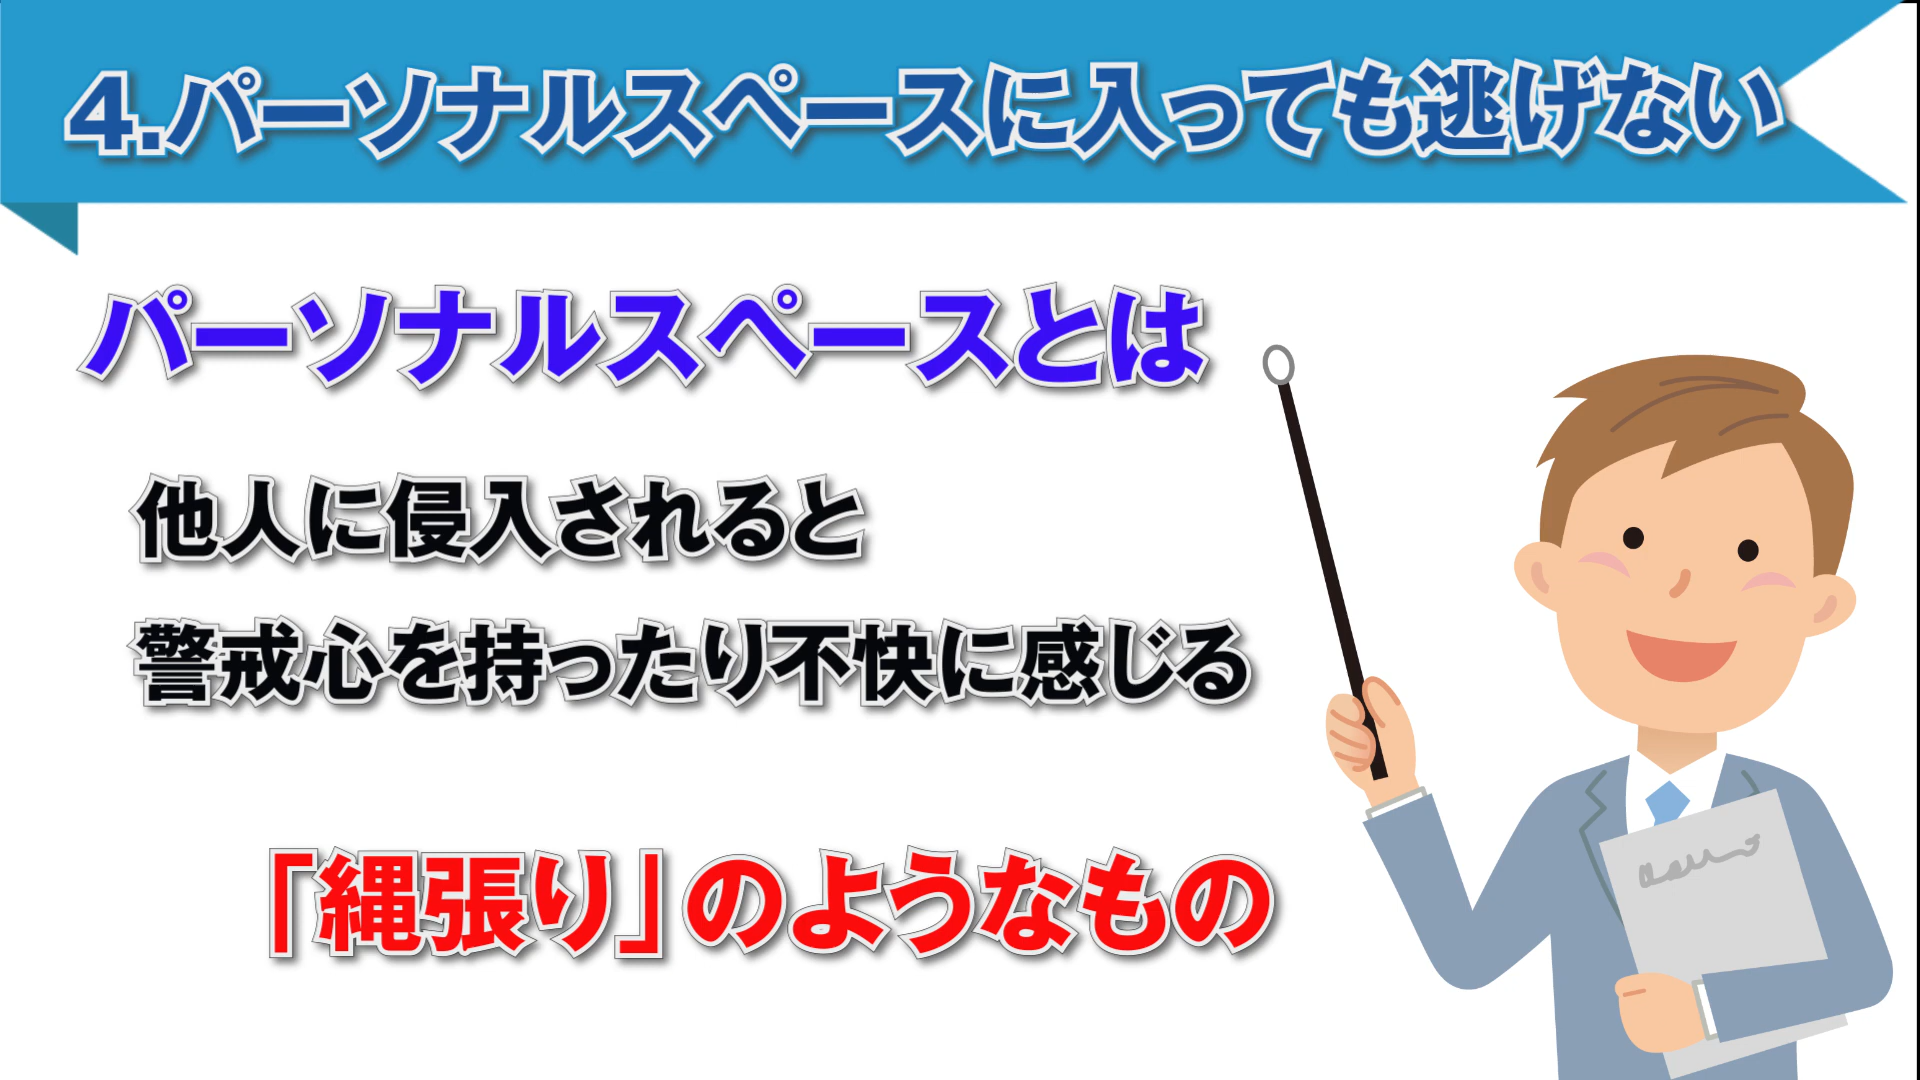 4.パーソナルスペースに入っても逃げない
パーソナルスペースとは
他人に侵入されると
警戒心を持ったり不快に感じる
「縄張り」のようなもの